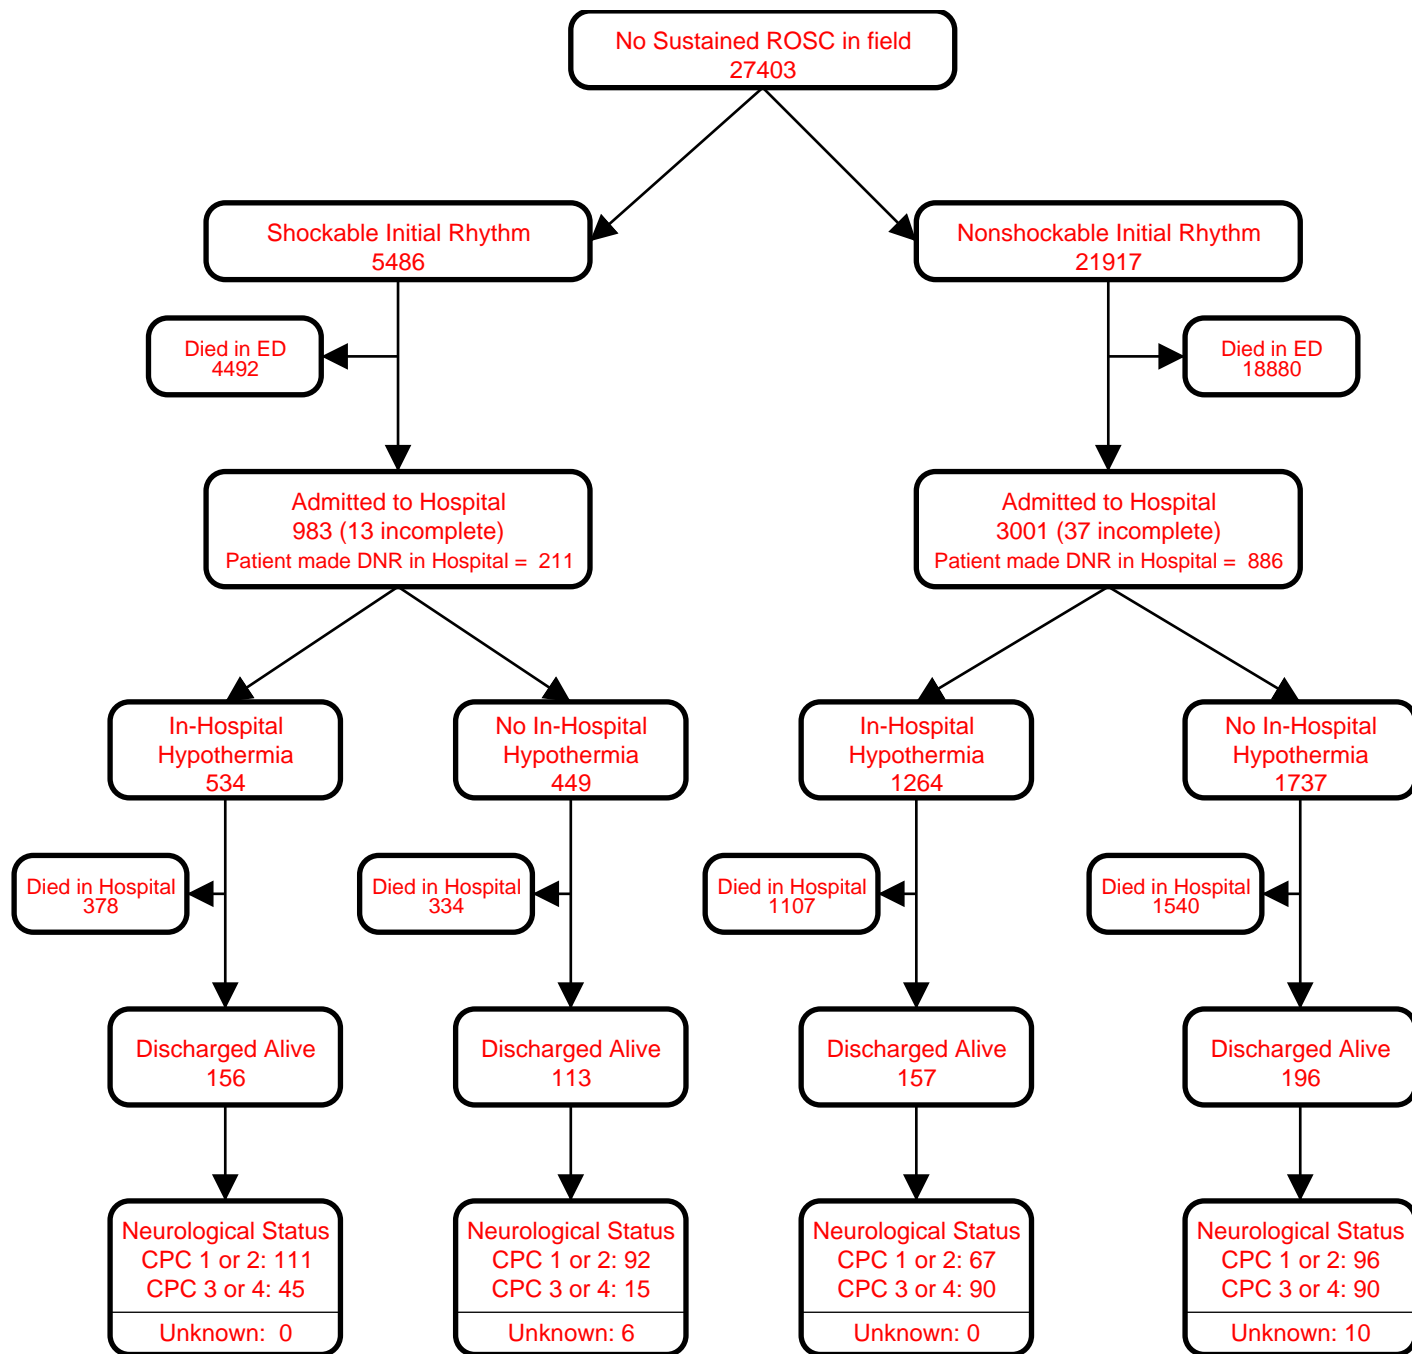 No Sustained ROSC in field
27403
Shockable Initial Rhythm
5486
Nonshockable Initial Rhythm
21917
Died in ED
4492
Died in ED
18880
Admitted to Hospital
983 (13 incomplete)
Patient made DNR in Hospital = 211
Admitted to Hospital
3001 (37 incomplete)
Patient made DNR in Hospital = 886
In-Hospital
Hypothermia
534
No In-Hospital
Hypothermia
449
In-Hospital
Hypothermia
1264
No In-Hospital
Hypothermia
1737
Died in Hospital
378
Died in Hospital
334
Died in Hospital
1107
Died in Hospital
1540
Discharged Alive
156
Discharged Alive
113
Discharged Alive
157
Discharged Alive
196
Neurological Status
CPC 1 or 2: 111
CPC 3 or 4: 45
Unknown: 0
Neurological Status
CPC 1 or 2: 92
CPC 3 or 4: 15
Unknown: 6
Neurological Status
CPC 1 or 2: 67
CPC 3 or 4: 90
Unknown: 0
Neurological Status
CPC 1 or 2: 96
CPC 3 or 4: 90
Unknown: 10